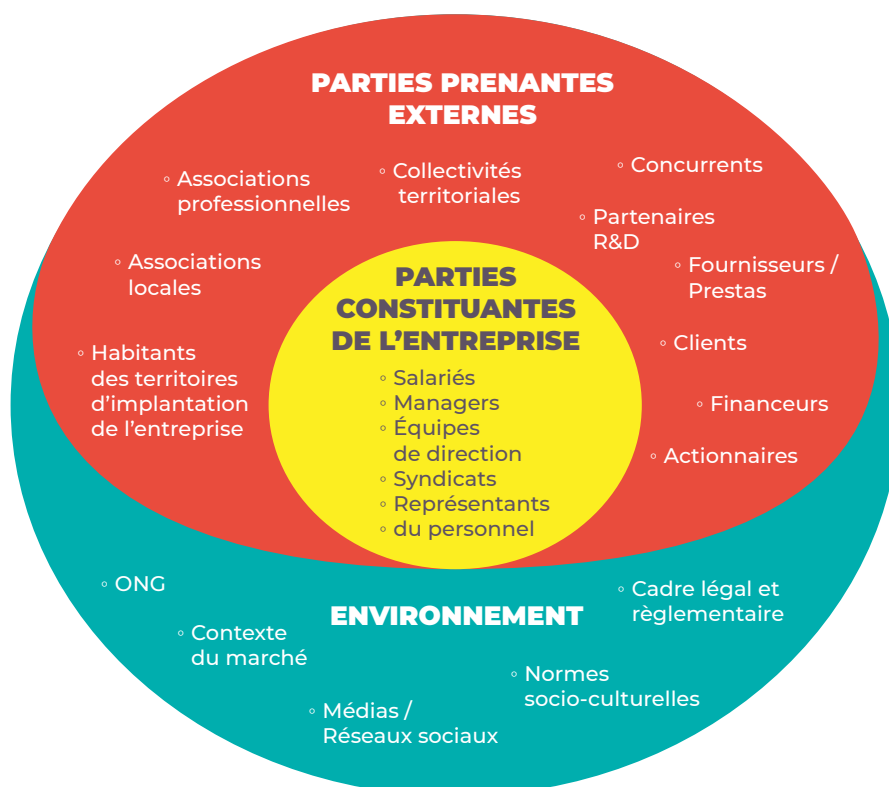 PARTIES PRENANTES
EXTERNES
◦ Associations
professionnelles
◦ Collectivités
territoriales
◦ Concurrents
◦ Partenaires
R&D
◦ Associations
locales
◦ Fournisseurs /
Prestas
◦ Habitants
des territoires
d’implantation
de l’entreprise
◦ Clients
◦ Financeurs
◦ Actionnaires
PARTIES
CONSTITUANTES
DE L’ENTREPRISE
◦ Salariés
◦ Managers
◦ Équipes
de direction
◦ Syndicats
◦ Représentants
◦ du personnel
ENVIRONNEMENT
◦ ONG
◦ Contexte
du marché
◦ Médias /
Réseaux sociaux
◦ Normes
socio-culturelles
◦ Cadre légal et
règlementaire